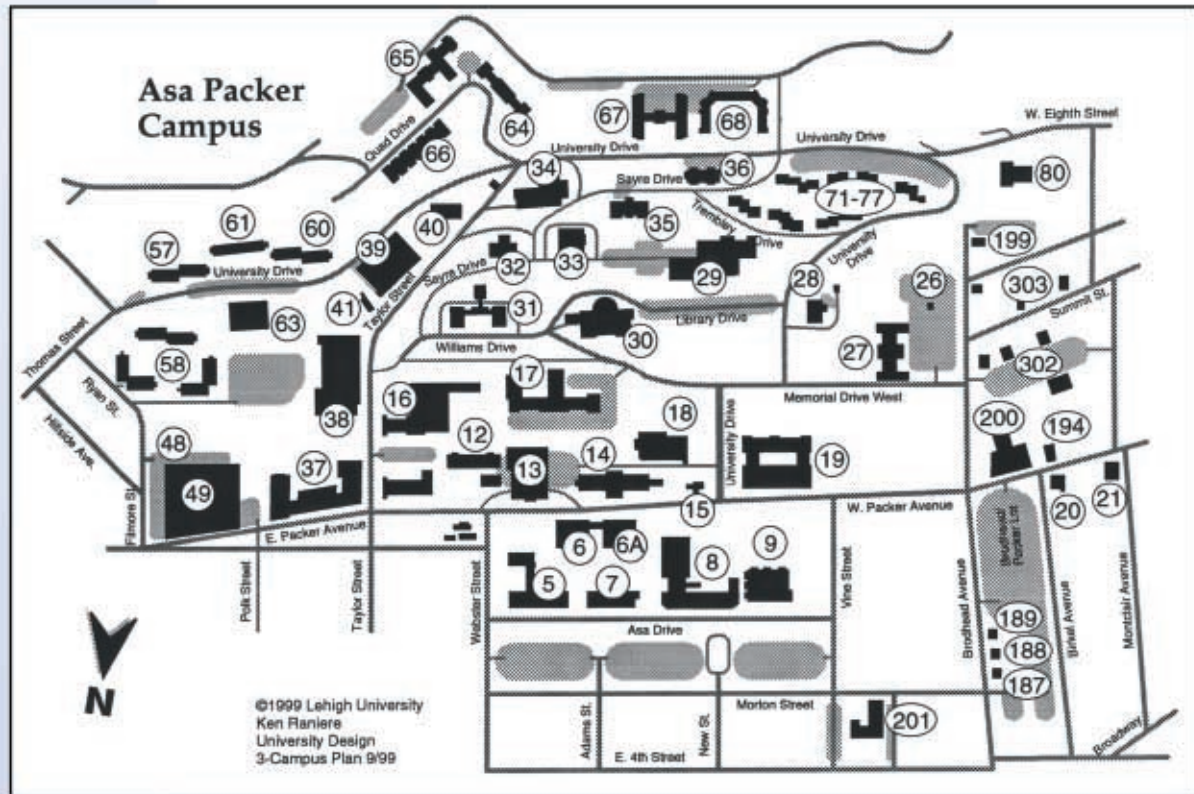 Asa Packer
Campus
65
64
67
68
W. Eighth Street
Quad Drive
66
University Drive
University Drive
34
Sayre Drive
36
80
71-77
40
35
Trembley Drive
61
60
57
39
University Drive
Sayre Drive
32
33
29
28
University Drive
26
199
303
Summit St.
41
Taylor Street
31
63
30
Library Drive
Thomas Street
Williams Drive
27
302
58
Ryan St.
Hillside Ave.
17
Memorial Drive West
38
16
18
200
194
48
12
37
13
14
University Drive
19
49
15
20
21
Filmore St.
E. Packer Avenue
W. Packer Avenue
6
6A
9
Brodhead/
Packer Lot
5
7
8
Polk Street
Taylor Street
Webster Street
Vine Street
Brodhead Avenue
Birkel Avenue
Montclair Avenue
Asa Drive
189
188
187
N
©1999 Lehigh University
Ken Raniere
University Design
3-Campus Plan 9/99
Adams St.
New St.
Morton Street
201
Broadway
E. 4th Street